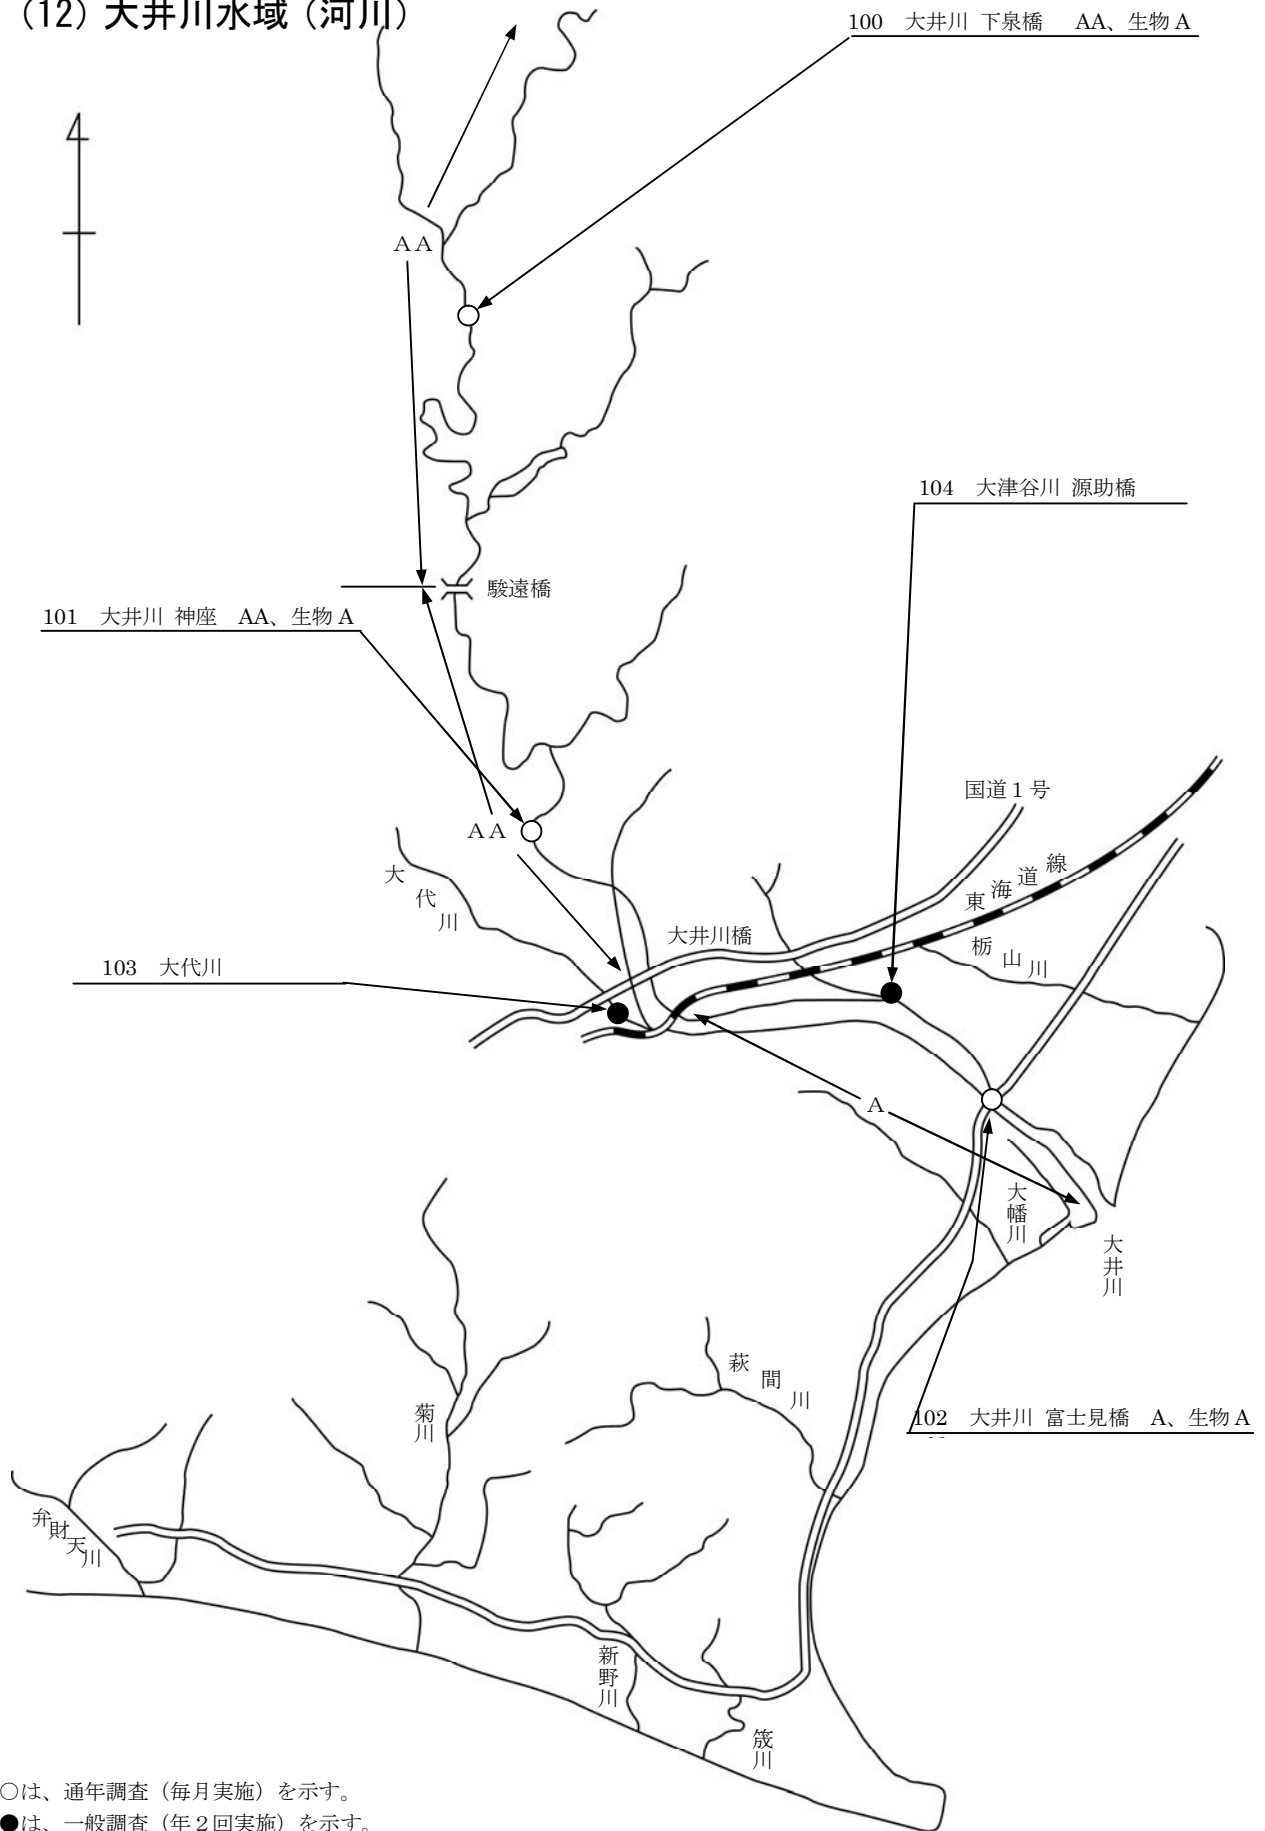 (12) 大井川水域（河川）
100 大井川 下泉橋 AA、生物A
AA
104 大津谷川 源助橋
駿遠橋
101 大井川 神座 AA、生物A
国道1号
AA
東海道線
大代川
大井川橋
栃山川
103 大代川
A
大幡川
大井川
萩間川
菊川
102 大井川 富士見橋 A、生物A
弁財天川
新野川
筬川
○は、通年調査（毎月実施）を示す。
●は、一般調査（年２回実施）を示す。